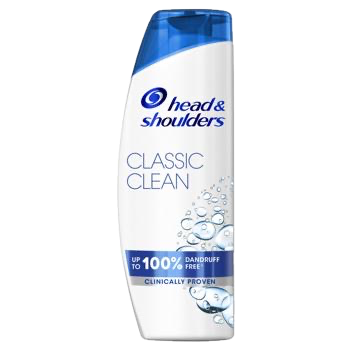 head&
shoulders
CLASSIC
CLEAN
UP TO 100% DANDRUFF FREE*
CLINICALLY PROVEN